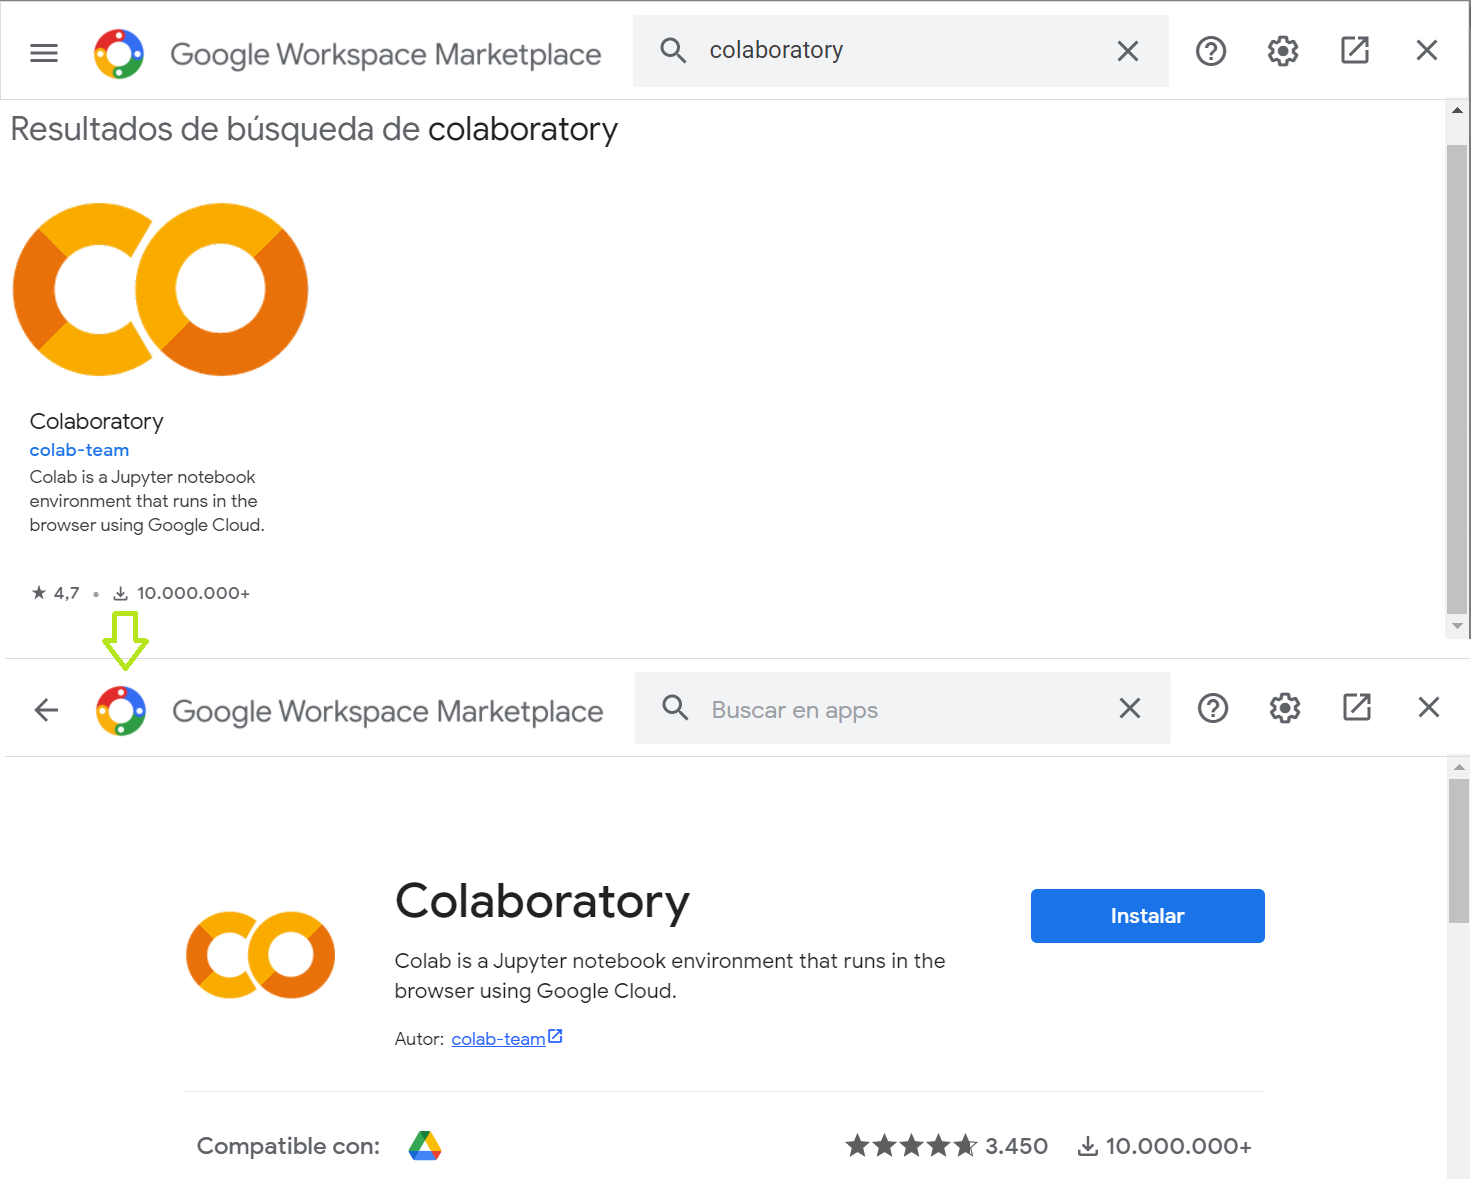 Google Workspace Marketplace
colaboratory
Resultados de búsqueda de colaboratory
Colaboratory
colab-team
Colab is a Jupyter notebook
environment that runs in the
browser using Google Cloud.
4,7 • 10.000.000+
Google Workspace Marketplace
Buscar en apps
Colaboratory
Instalar
Colab is a Jupyter notebook environment that runs in the
browser using Google Cloud.
Autor: colab-team
Compatible con:
3.450
10.000.000+